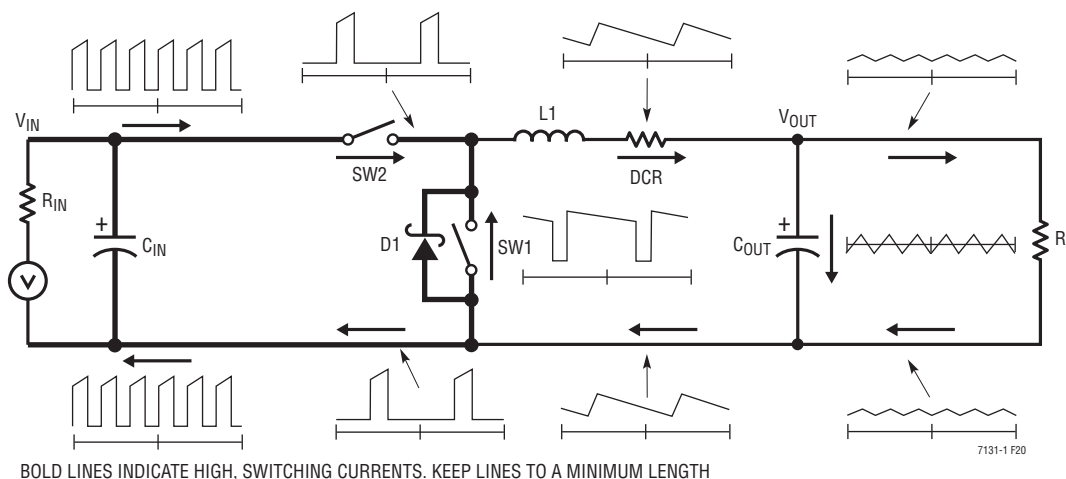 V_IN
L1
V_OUT
SW2
DCR
R_IN
+
C_IN
D1
SW1
+
C_OUT
R
V
7131-1 F20
BOLD LINES INDICATE HIGH, SWITCHING CURRENTS. KEEP LINES TO A MINIMUM LENGTH